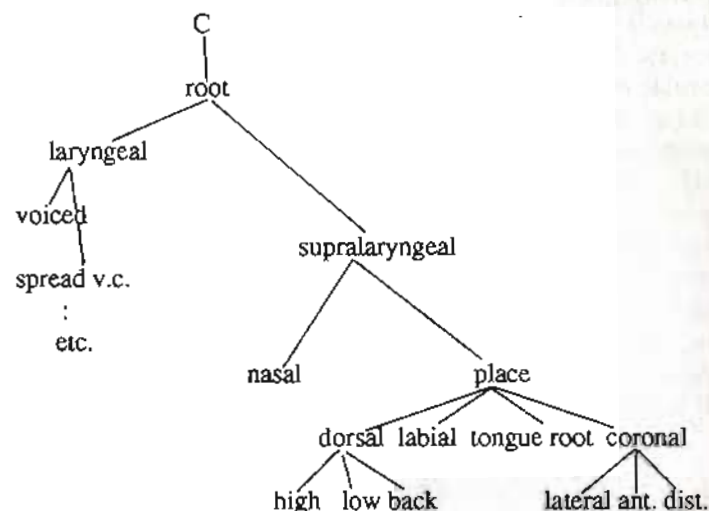 C
root
laryngeal
voiced
supralaryngeal
spread v.c.
:
etc.
nasal place
dorsal labial tongue root coronal
high low back lateral ant. dist.